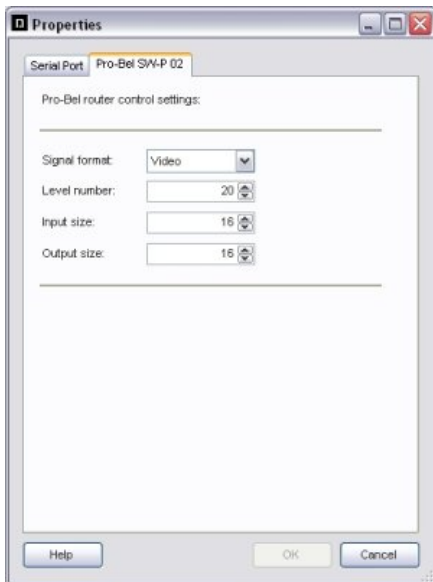 Properties
Serial Port Pro-Bel SW-P 02
Pro-Bel router control settings:
Signal format: Video
Level number: 20
Input size: 16
Output size: 16
Help OK Cancel